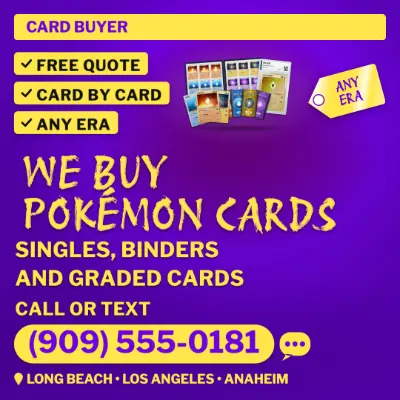 CARD BUYER
✓ FREE QUOTE
✓ CARD BY CARD
✓ ANY ERA
ANY
ERA
WE BUY
POKÉMON CARDS
SINGLES, BINDERS
AND GRADED CARDS
CALL OR TEXT
(909) 555-0181
LONG BEACH • LOS ANGELES • ANAHEIM